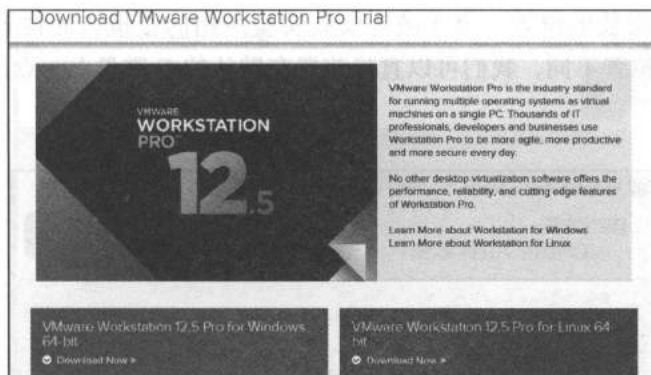 Download VMware Workstation Pro Trial
VMWARE
WORKSTATION
PRO™
12.5
VMware Workstation Pro is the industry standard
for running multiple operating systems as virtual
machines on a single PC. Thousands of IT
professionals, developers and businesses use
Workstation Pro to be more agile, more productive
and more secure every day.
No other desktop virtualization software offers the
performance, reliability, and cutting edge features
of Workstation Pro.
Learn More about Workstation for Windows
Learn More about Workstation for Linux
VMware Workstation 12.5 Pro for Windows
64-bit
Download Now »
VMware Workstation 12.5 Pro for Linux 64-
bit
Download Now »